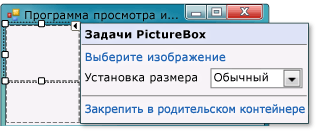 Программа просмотра и...
Задачи PictureBox
Выберите изображение
Установка размера Обычный
Закрепить в родительском контейнере